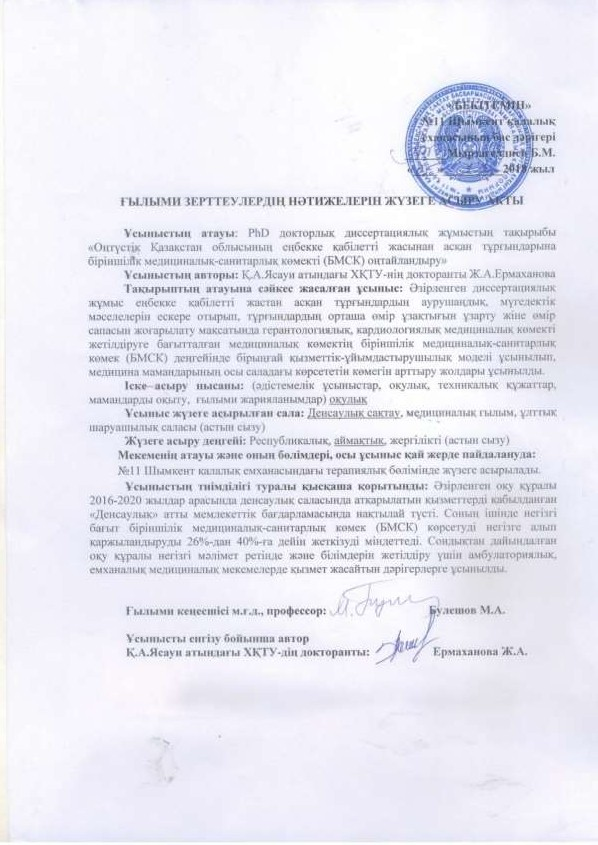 «БЕКІТЕМІН»
№11 Шымкент қалалық
емханасының бас дәрігері
Б.М.
2018 жыл
ҒЫЛЫМИ ЗЕРТТЕУЛЕРДІҢ НӘТИЖЕЛЕРІН ЖҮЗЕГЕ АСЫРУ АКТЫ
Ұсыныстың атауы: PhD докторлық диссертациялық жұмыстың тақырыбы
«Оңтүстік Қазақстан облысының еңбекке қабілетті жасынан асқан тұрғындарына
біріншілік медициналық-санитарлық көмекті (БМСК) оңтайландыру»
Ұсыныстың авторы: Қ.А.Ясауи атындағы ХҚТУ-нің докторанты Ж.А.Ермаханова
Тақырыптың атауына сәйкес жасалған ұсыныс: Әзірленген диссертациялық
жұмыс еңбекке қабілетті жастан асқан тұрғындардың аурушаңдық, мүгедектік
мәселелерін ескере отырып, тұрғындардың орташа өмір ұзақтығын ұзарту және өмір
сапасын жоғарылату мақсатында герантологиялық, кардиологиялық медициналық көмекті
жетілдіруге бағытталған медициналық көмектің біріншілік медициналық-санитарлық
көмек (БМСК) деңгейінде бірыңғай қызметтік-ұйымдастырушылық моделі ұсынылып,
медицина мамандарының осы саладағы көрсететін көмегін арттыру жолдары ұсынылды.
Іске–асыру нысаны: (әдістемелік ұсыныстар, оқулық, техникалық құжаттар,
мамандарды оқыту, ғылыми жарияланымдар) оқулық
Ұсыныс жүзеге асырылған сала: Денсаулық сақтау, медициналық ғылым, ұлттық
шаруашылық саласы (астын сызу)
Жүзеге асыру деңгейі: Республикалық, аймақтық, жергілікті (астын сызу)
Мекеменің атауы және оның бөлімдері, осы ұсыныс қай жерде пайдалануда:
№11 Шымкент қалалық емханасындағы терапиялық бөлімінде жүзеге асырылады.
Ұсыныстың тиімділігі туралы қысқаша қорытынды: Әзірленген оқу құралы
2016-2020 жылдар арасында денсаулық саласында атқарылатын қызметтерді қабылданған
«Денсаулық» атты мемлекеттік бағдарламасында нақтылай түсті. Соның ішінде негізгі
бағыт біріншілік медициналық-санитарлық көмек (БМСК) көрсетуді негізге алып
қаржыландыруды 26%-дан 40%-ға дейін жеткізуді міндеттеді. Сондықтан дайындалған
оқу құралы негізгі мәлімет ретінде және білімдерін жетілдіру үшін амбулаториялық,
емханалық медициналық мекемелерде қызмет жасайтын дәрігерлерге ұсынылды.
Ғылыми кеңесшісі м.ғ.д., профессор: Булешов М.А.
Ұсынысты енгізу бойынша автор
Қ.А.Ясауи атындағы ХҚТУ-дің докторанты: Ермаханова Ж.А.